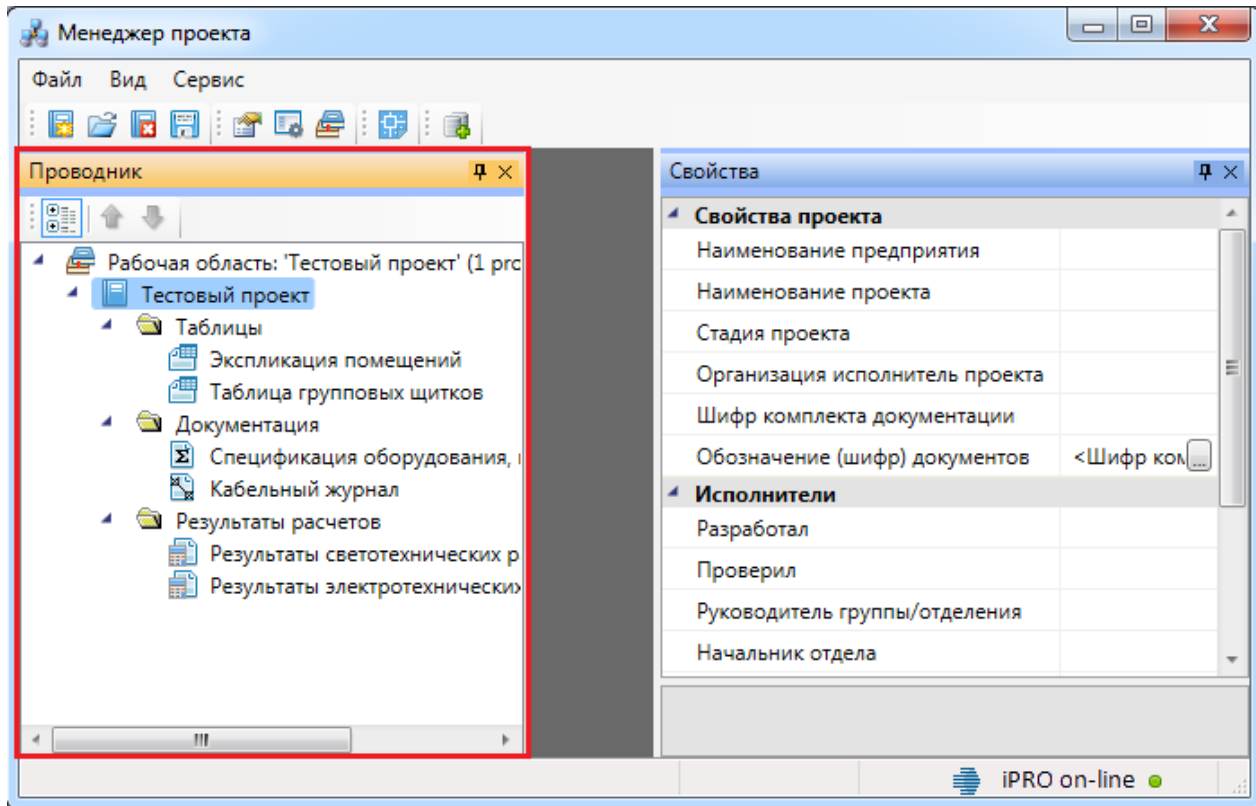 Менеджер проекта
Файл Вид Сервис
Проводник
Рабочая область: 'Тестовый проект' (1 prc
Тестовый проект
Таблицы
Экспликация помещений
Таблица групповых щитков
Документация
Спецификация оборудования,
Кабельный журнал
Результаты расчетов
Результаты светотехнических р
Результаты электротехнических
Свойства
Свойства проекта
Наименование предприятия
Наименование проекта
Стадия проекта
Организация исполнитель проекта
Шифр комплекта документации
Обозначение (шифр) документов <Шифр ком ...
Исполнители
Разработал
Проверил
Руководитель группы/отделения
Начальник отдела
iPRO on-line